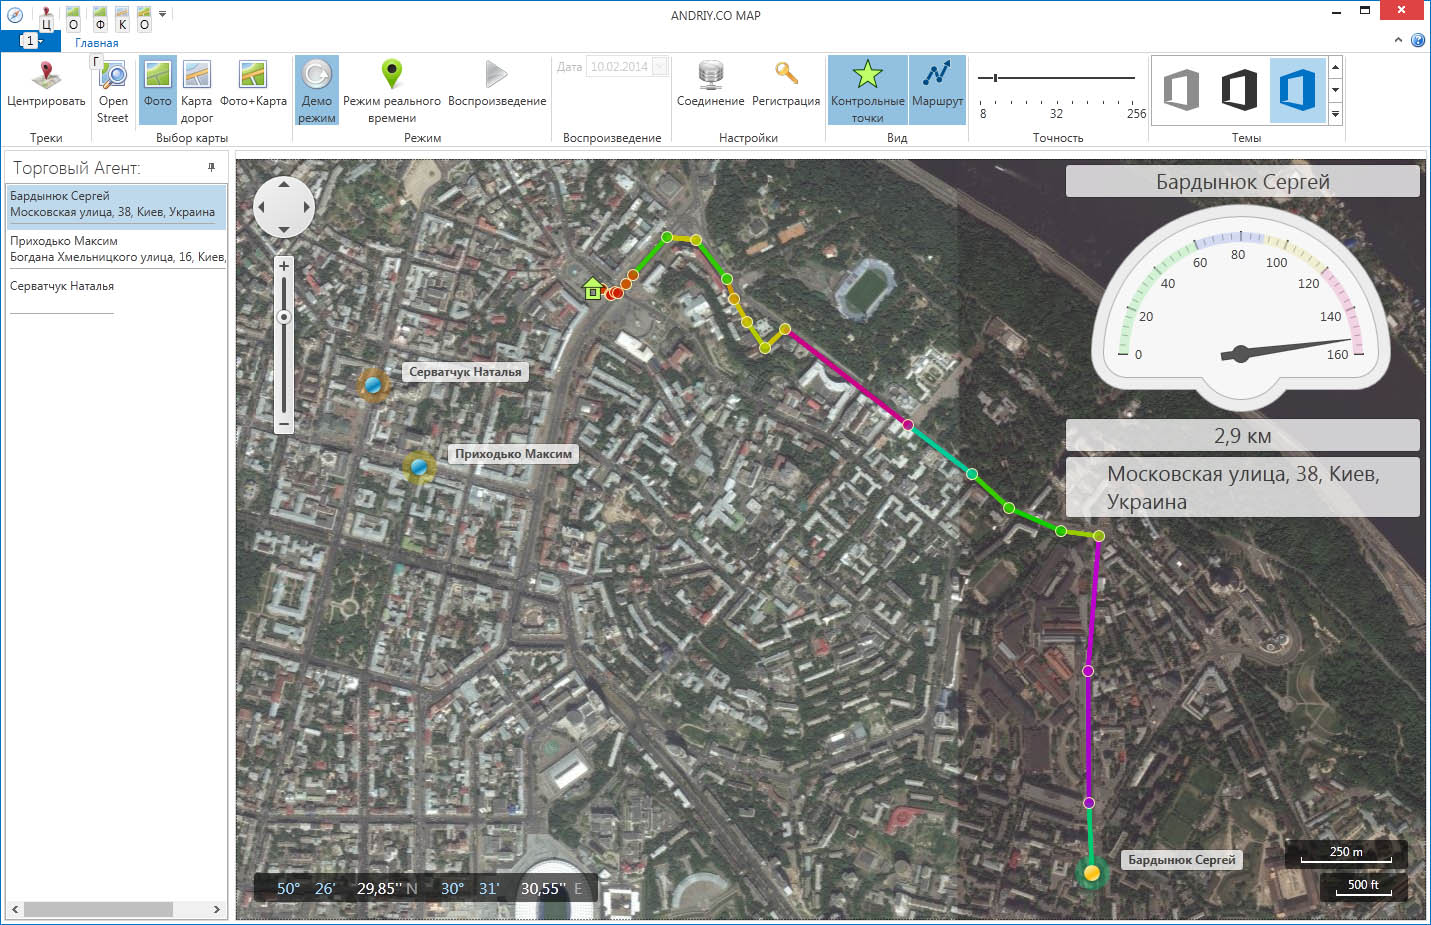 ANDRIY.CO MAP
Ц О Ф К О
1
Главная
Г
Центрировать
Open Street
Фото
Карта дорог
Фото+Карта
Демо режим
Режим реального времени
Воспроизведение
Дата 10.02.2014
Соединение
Регистрация
Контрольные точки
Маршрут
8 32 256
Треки
Выбор карты
Режим
Воспроизведение
Настройки
Вид
Точность
Темы
Торговый Агент:
Бардынюк Сергей
Московская улица, 38, Киев, Украина
Приходько Максим
Богдана Хмельницкого улица, 16, Киев,
Серватчук Наталья
Бардынюк Сергей
0 20 40 60 80 100 120 140 160
2,9 км
Московская улица, 38, Киев,
Украина
Серватчук Наталья
Приходько Максим
Бардынюк Сергей
250 m
500 ft
50° 26' 29,85'' N 30° 31' 30,55'' E